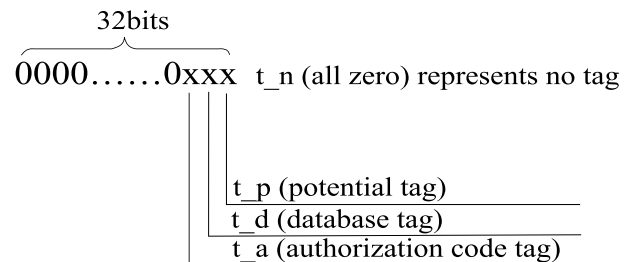 32bits
0000......0xxx t_n (all zero) represents no tag
t_p (potential tag)
t_d (database tag)
t_a (authorization code tag)